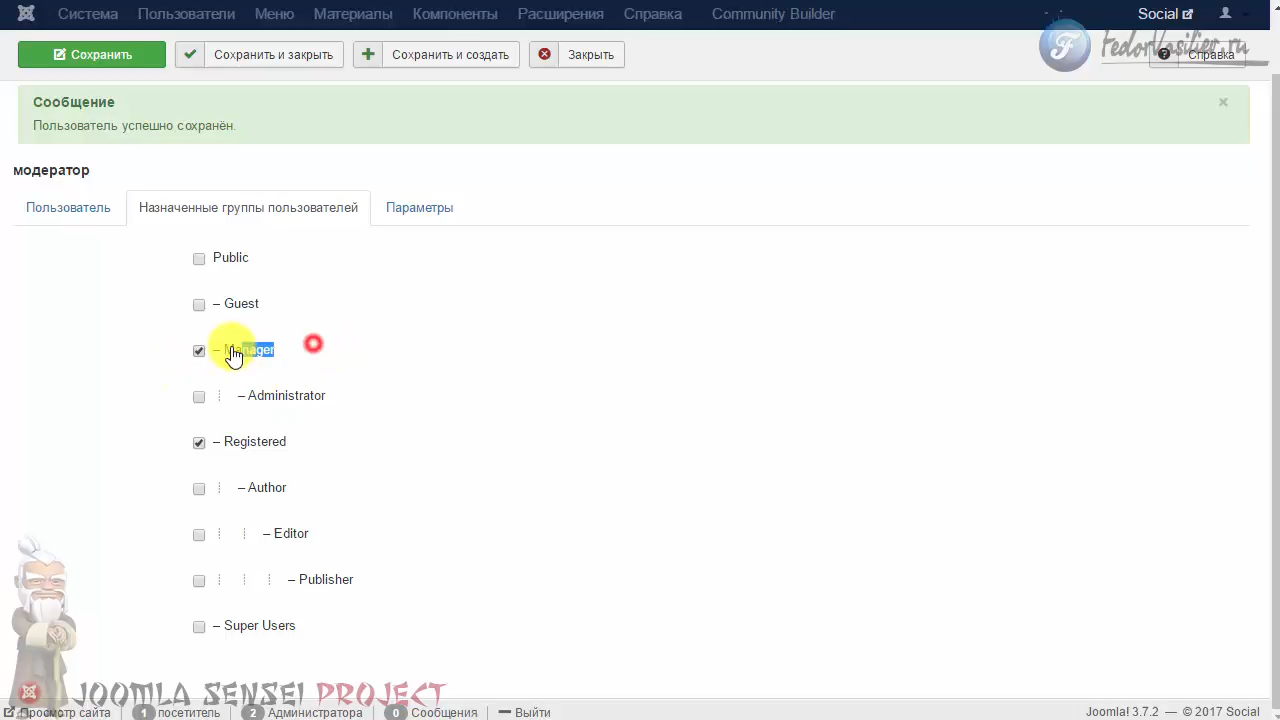 Система Пользователи Меню Материалы Компоненты Расширения Справка Community Builder Social
Сохранить Сохранить и закрыть Сохранить и создать Закрыть Справка
FedorVasilier.ru
Сообщение
Пользователь успешно сохранён.
модератор
Пользователь Назначенные группы пользователей Параметры
Public
– Guest
– Manager
– Administrator
– Registered
– Author
– Editor
– Publisher
– Super Users
JOOMLA SENSEI PROJECT
Просмотр сайта 1 посетитель 2 Администратора 0 Сообщения Выйти Joomla! 3.7.2 — © 2017 Social